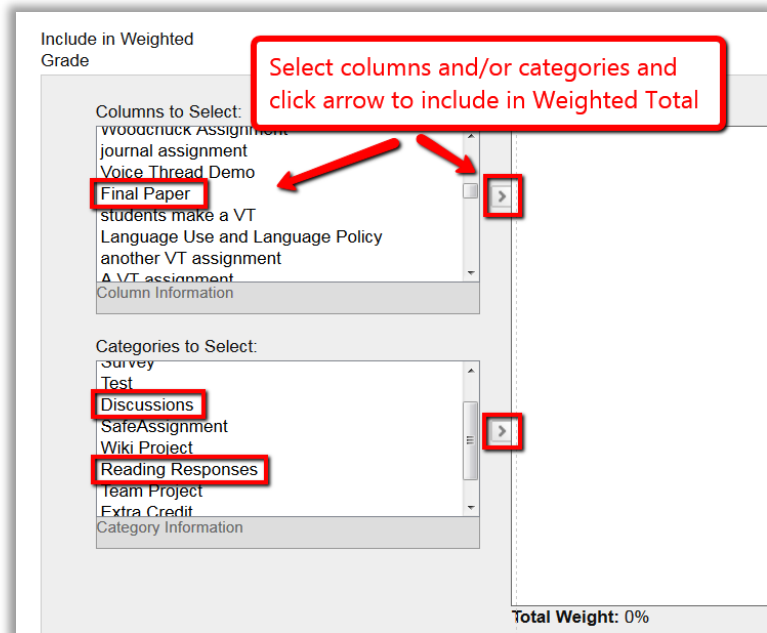 Include in Weighted
Grade
Select columns and/or categories and
click arrow to include in Weighted Total
Columns to Select:
Woodchuck Assignment
journal assignment
Voice Thread Demo
Final Paper
students make a VT
Language Use and Language Policy
another VT assignment
A VT assignment
Column Information
Categories to Select:
Survey
Test
Discussions
SafeAssignment
Wiki Project
Reading Responses
Team Project
Extra Credit
Category Information
Total Weight: 0%